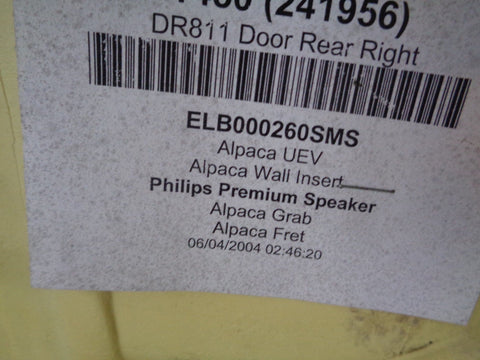 (241956)
DR811 Door Rear Right
ELB000260SMS
Alpaca UEV
Alpaca Wall Insert
Philips Premium Speaker
Alpaca Grab
Alpaca Fret
06/04/2004 02:46:20